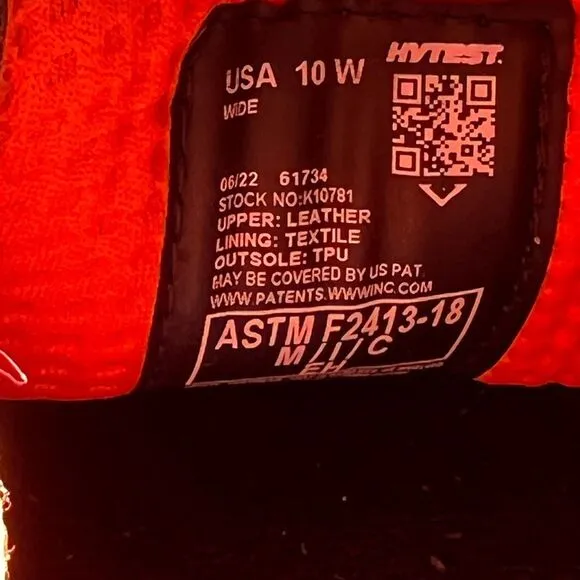 HYTEST
USA 10 W
WIDE
06/22 61734
STOCK NO:K10781
UPPER: LEATHER
LINING: TEXTILE
OUTSOLE: TPU
MAY BE COVERED BY US PAT.
WWW.PATENTS.WWWINC.COM
ASTM F2413-18
M/I/C
EH